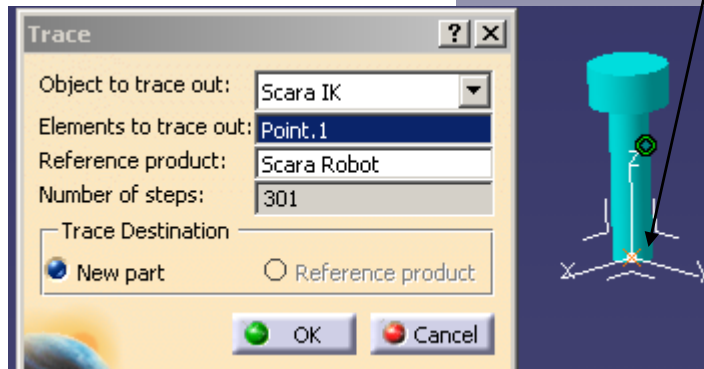 Trace
? X
Object to trace out: Scara IK
Elements to trace out: Point.1
Reference product: Scara Robot
Number of steps: 301
Trace Destination
New part Reference product
OK Cancel
Z
X Y